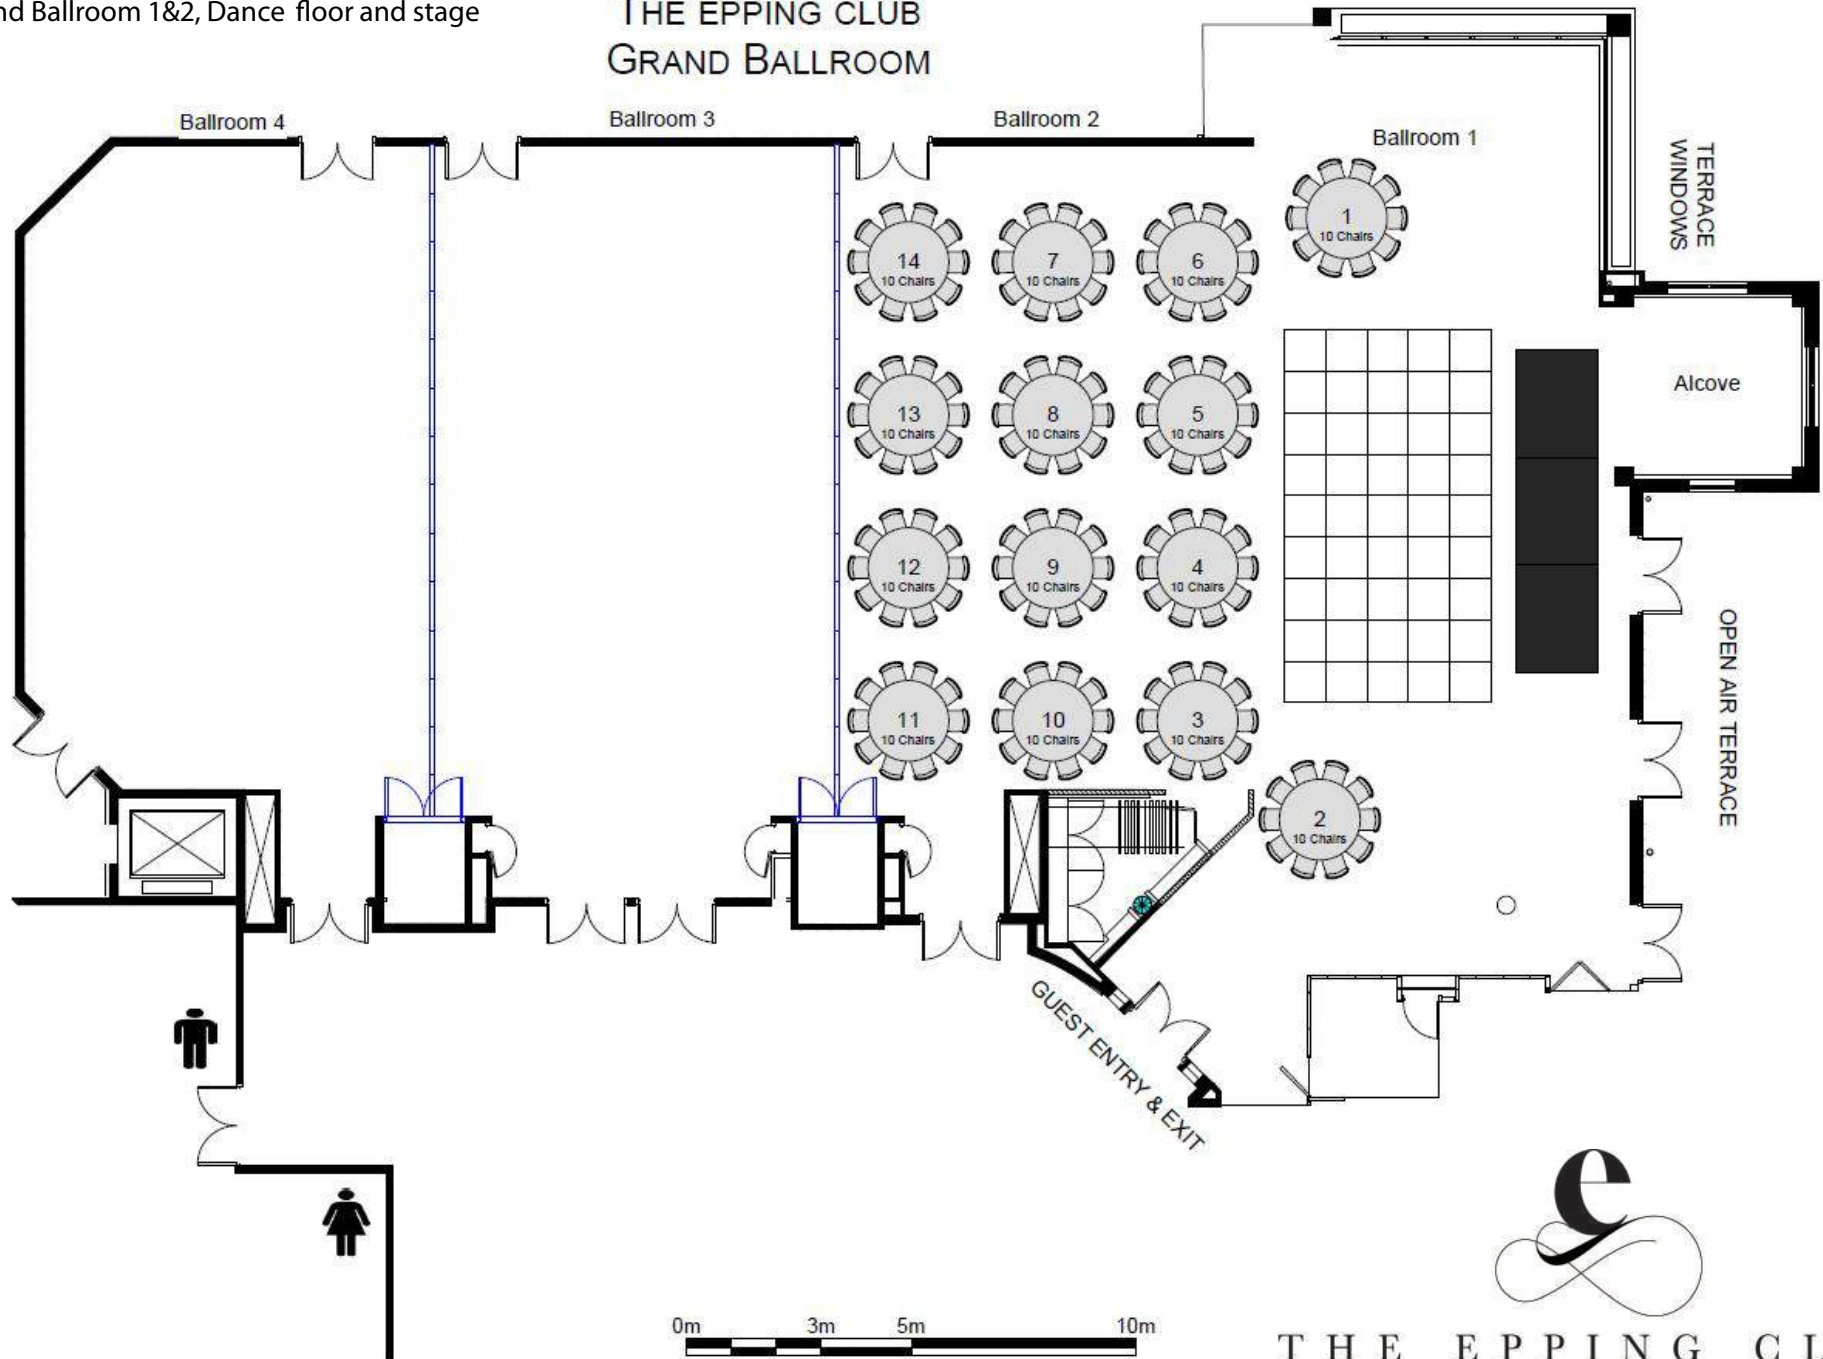 nd Ballroom 1&2, Dance floor and stage
THE EPPING CLUB
GRAND BALLROOM
Ballroom 4
Ballroom 3
Ballroom 2
Ballroom 1
TERRACE
WINDOWS
1
10 Chairs
14
10 Chairs
7
10 Chairs
6
10 Chairs
Alcove
13
10 Chairs
8
10 Chairs
5
10 Chairs
12
10 Chairs
9
10 Chairs
4
10 Chairs
OPEN AIR TERRACE
11
10 Chairs
10
10 Chairs
3
10 Chairs
2
10 Chairs
GUEST ENTRY & EXIT
e
0m 3m 5m 10m
THE EPPING CL